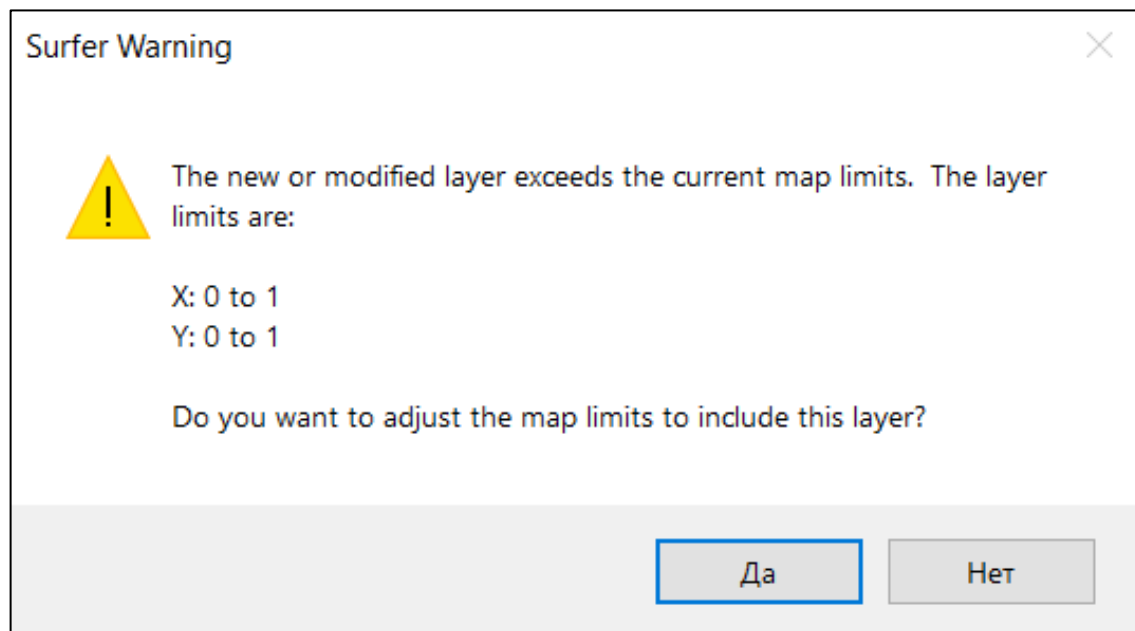 Surfer Warning
The new or modified layer exceeds the current map limits.  The layer
limits are:
X: 0 to 1
Y: 0 to 1
Do you want to adjust the map limits to include this layer?
Да
Нет